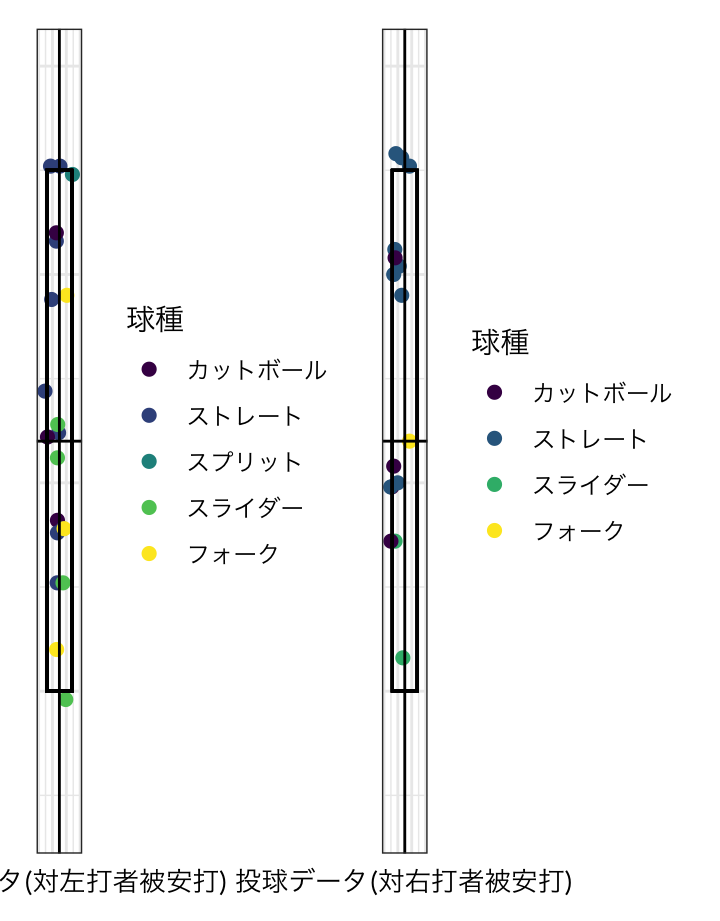 球種
カットボール
ストレート
スプリット
スライダー
フォーク
球種
カットボール
ストレート
スライダー
フォーク
タ(対左打者被安打) 投球データ(対右打者被安打)